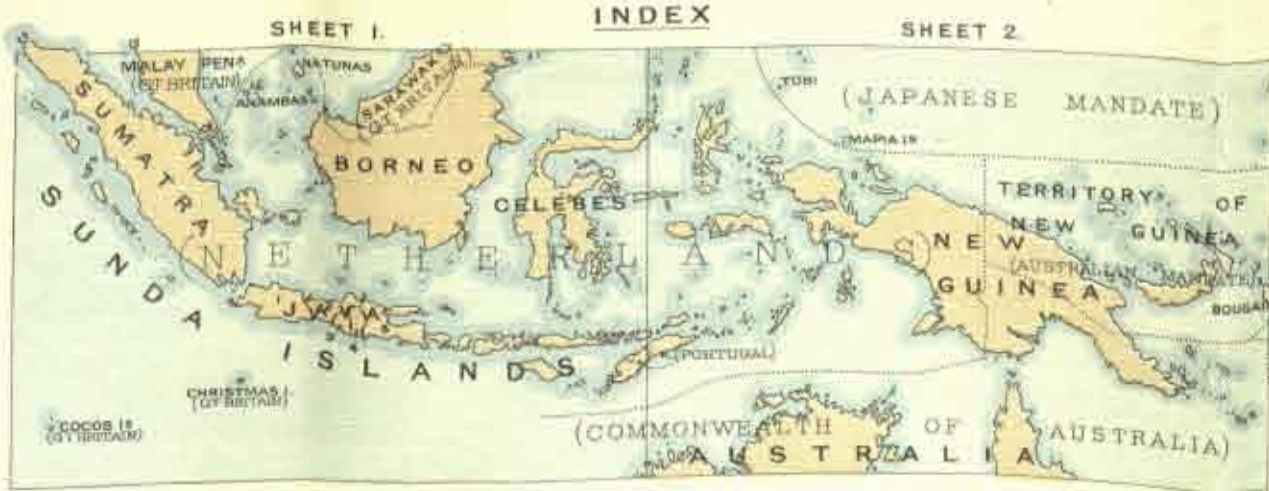 INDEX
SHEET 1.
SHEET 2.
MALAY PENA
(GT BRITAIN)
NATUNAS
ANAMBAS
SARAWAK
(GT BRITAIN)
TOBI
(JAPANESE MANDATE)
MAPIA IS
SUMATRA
BORNEO
CELEBES
TERRITORY OF
NEW GUINEA
(AUSTRALIAN MANDATE)
BOUGAI
NETHERLANDS
NEW
GUINEA
JAVA
SUNDA ISLANDS
(PORTUGAL)
CHRISTMAS I.
(GT BRITAIN)
COCOS IS
(GT BRITAIN)
(COMMONWEALTH OF AUSTRALIA)
AUSTRALIA